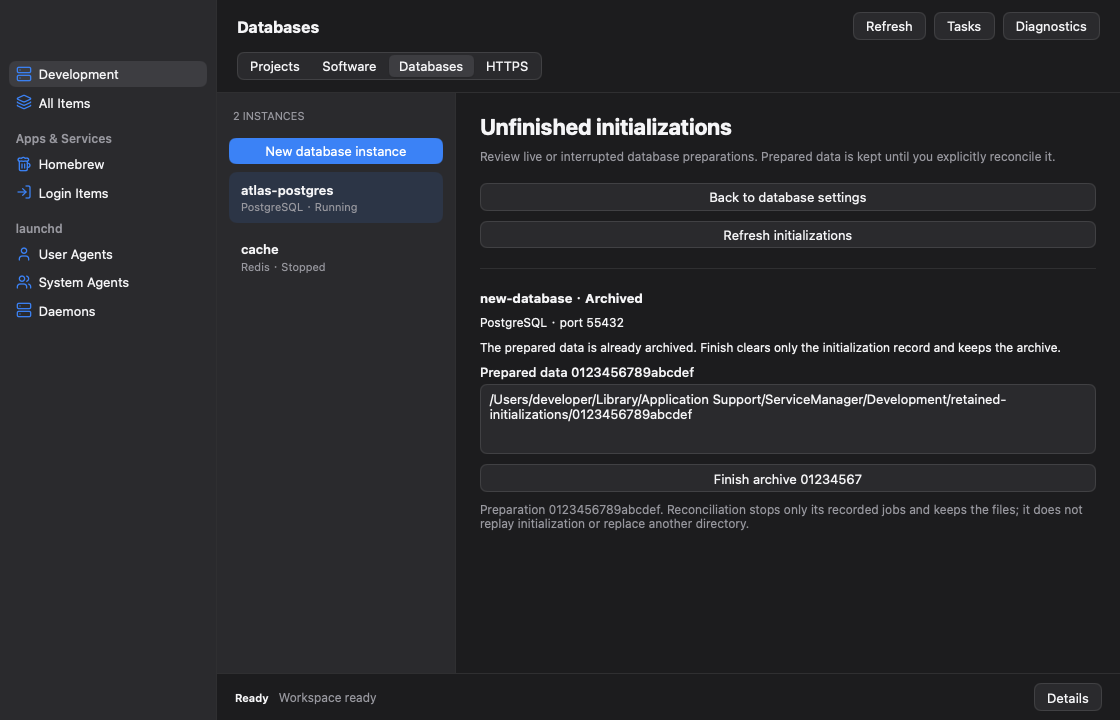 Databases
Refresh
Tasks
Diagnostics
Projects
Software
Databases
HTTPS
Development
All Items
Apps & Services
Homebrew
Login Items
launchd
User Agents
System Agents
Daemons
2 INSTANCES
New database instance
atlas-postgres
PostgreSQL · Running
cache
Redis · Stopped
Unfinished initializations
Review live or interrupted database preparations. Prepared data is kept until you explicitly reconcile it.
Back to database settings
Refresh initializations
new-database · Archived
PostgreSQL · port 55432
The prepared data is already archived. Finish clears only the initialization record and keeps the archive.
Prepared data 0123456789abcdef
/Users/developer/Library/Application Support/ServiceManager/Development/retained-
initializations/0123456789abcdef
Finish archive 01234567
Preparation 0123456789abcdef. Reconciliation stops only its recorded jobs and keeps the files; it does not
replay initialization or replace another directory.
Ready Workspace ready
Details